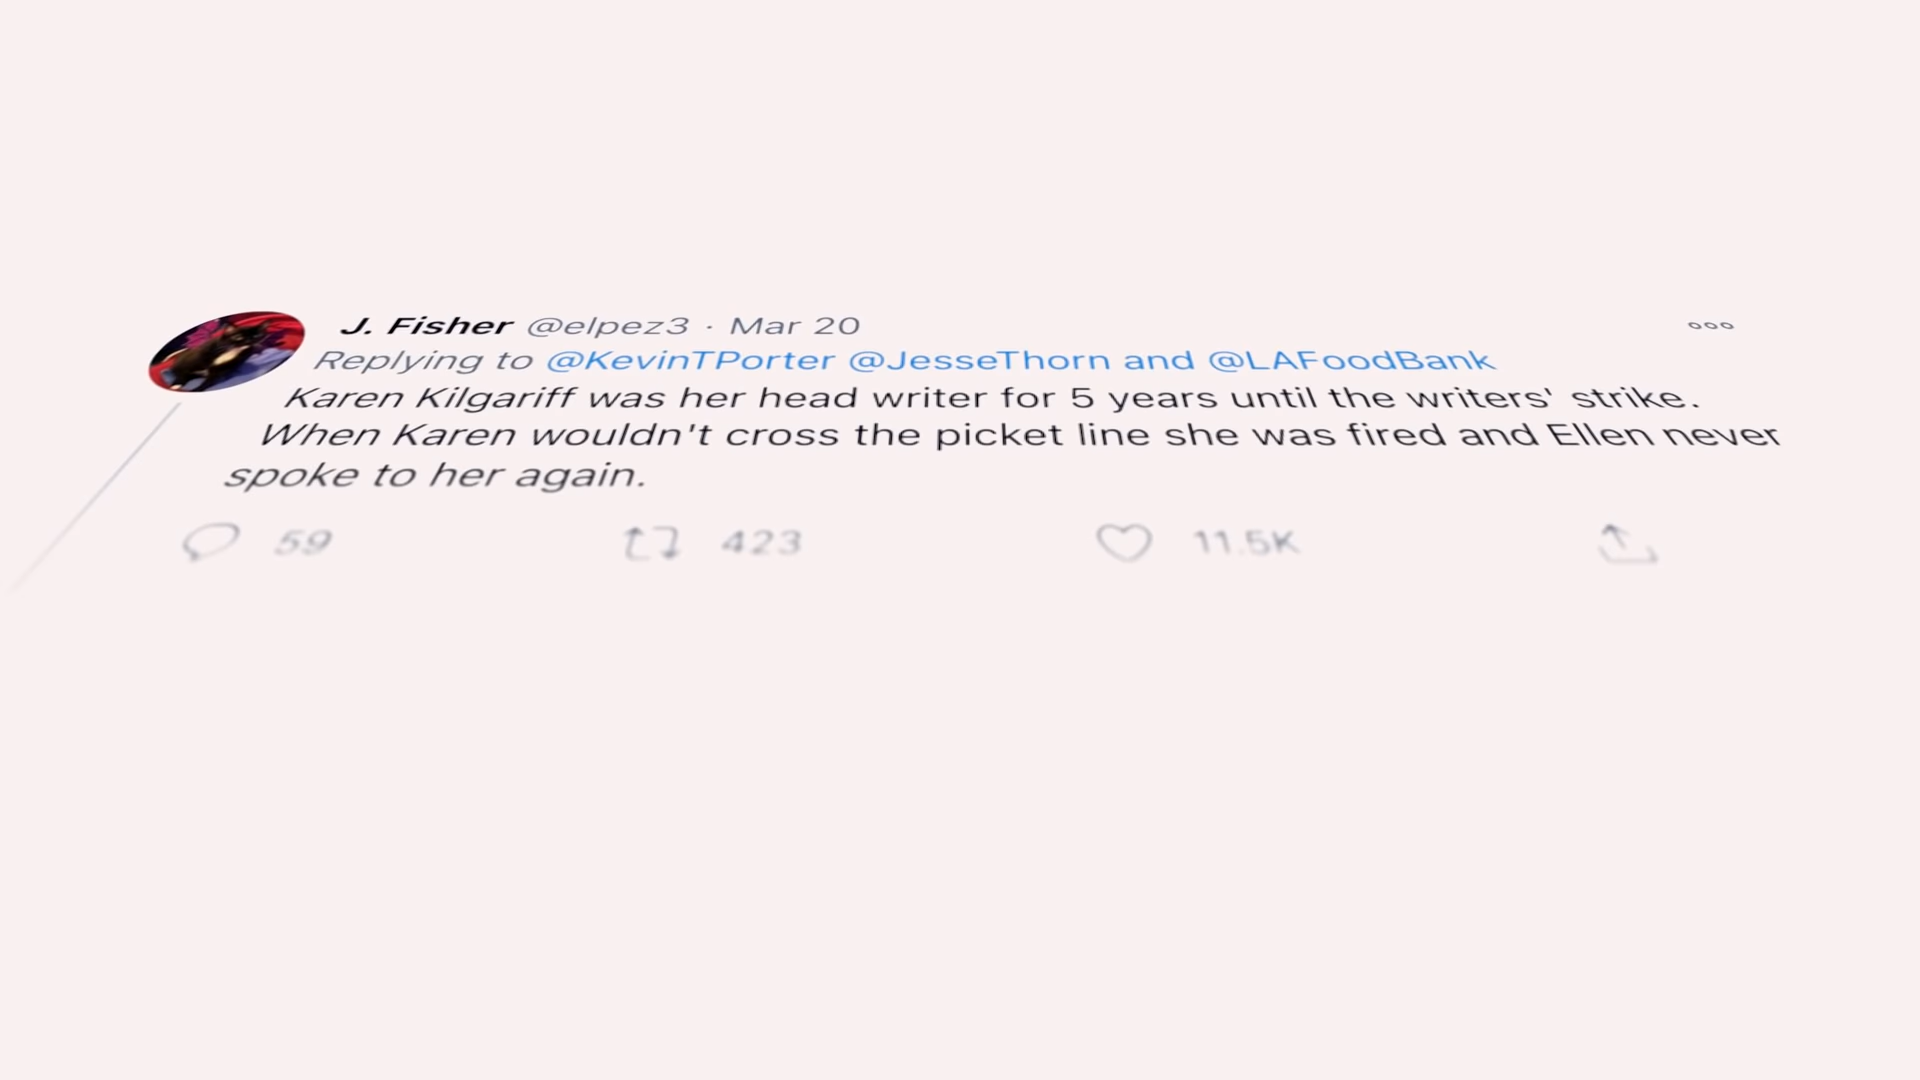 J. Fisher @elpez3 · Mar 20
Replying to @KevinTPorter @JesseThorn and @LAFoodBank
Karen Kilgariff was her head writer for 5 years until the writers' strike.
When Karen wouldn't cross the picket line she was fired and Ellen never
spoke to her again.
59 423 11.5K